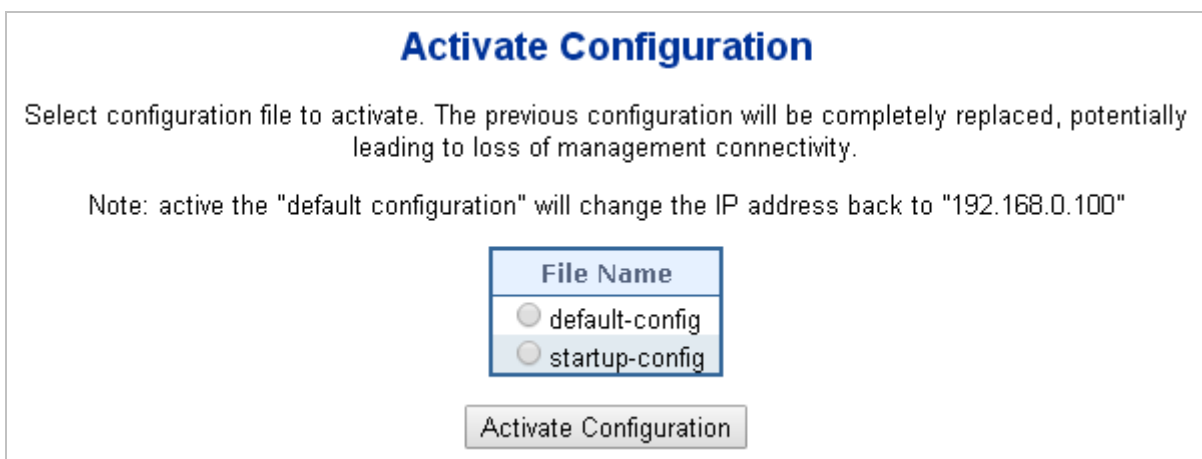 Activate Configuration
Select configuration file to activate. The previous configuration will be completely replaced, potentially
leading to loss of management connectivity.
Note: active the "default configuration" will change the IP address back to "192.168.0.100"
File Name
default-config
startup-config
Activate Configuration